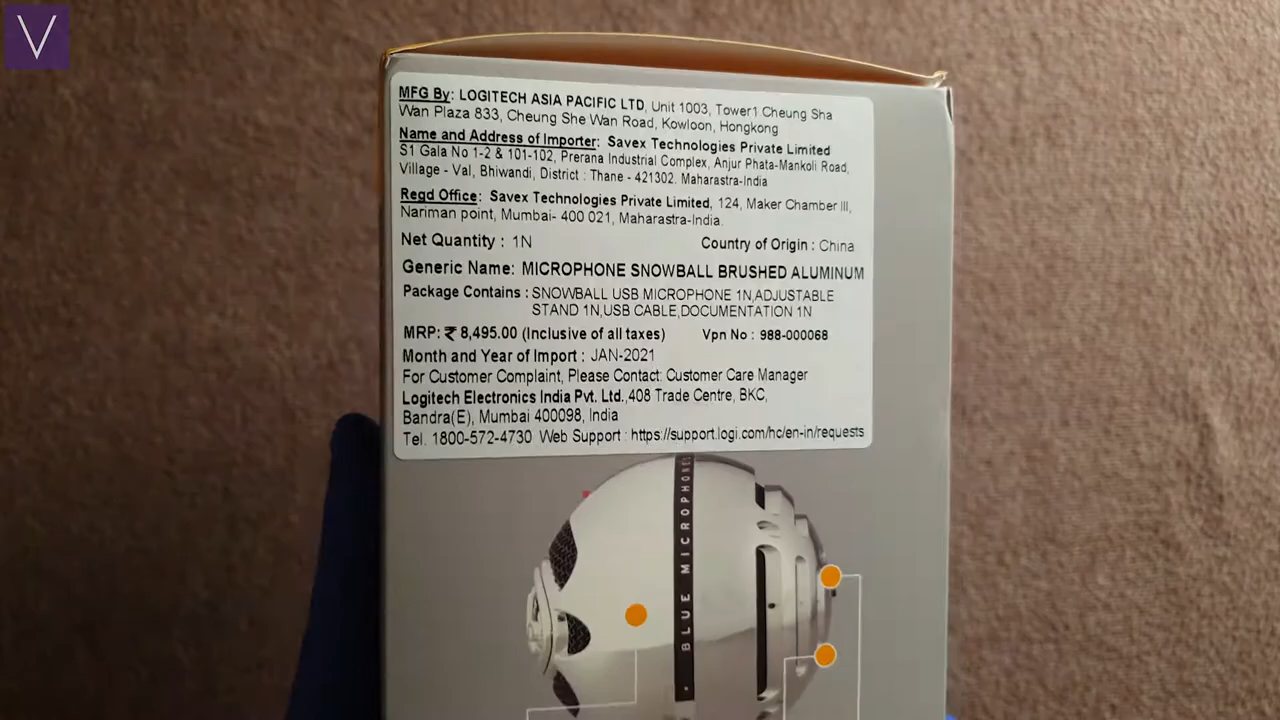 V
MFG By: LOGITECH ASIA PACIFIC LTD, Unit 1003, Tower1 Cheung Sha
Wan Plaza 833, Cheung She Wan Road, Kowloon, Hongkong
Name and Address of Importer: Savex Technologies Private Limited
S1 Gala No 1-2 & 101-102, Prerana Industrial Complex, Anjur Phata-Mankoli Road,
Village - Val, Bhiwandi, District : Thane - 421302. Maharastra-India
Regd Office: Savex Technologies Private Limited, 124, Maker Chamber III,
Nariman point, Mumbai- 400 021, Maharastra-India.
Net Quantity : 1N Country of Origin : China
Generic Name: MICROPHONE SNOWBALL BRUSHED ALUMINUM
Package Contains : SNOWBALL USB MICROPHONE 1N,ADJUSTABLE
STAND 1N,USB CABLE,DOCUMENTATION 1N
MRP: ₹ 8,495.00 (Inclusive of all taxes) Vpn No : 988-000068
Month and Year of Import : JAN-2021
For Customer Complaint, Please Contact: Customer Care Manager
Logitech Electronics India Pvt. Ltd.,408 Trade Centre, BKC,
Bandra(E), Mumbai 400098, India
Tel. 1800-572-4730 Web Support : https://support.logi.com/hc/en-in/requests
BLUE MICROPHONES